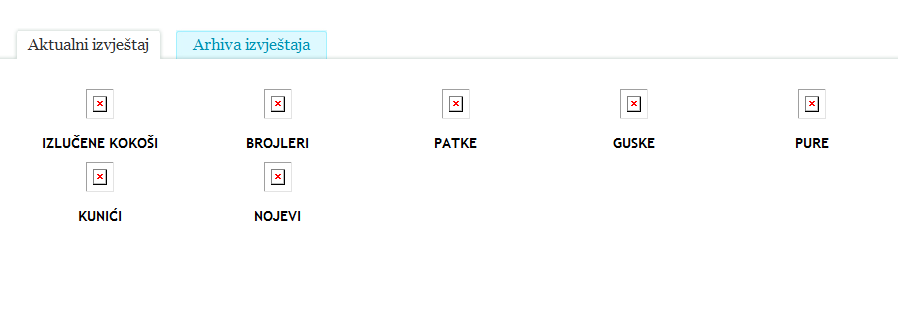 Aktualni izvještaj Arhiva izvještaja
IZLUČENE KOKOŠI BROJLERI PATKE GUSKE PURE
KUNIĆI NOJEVI